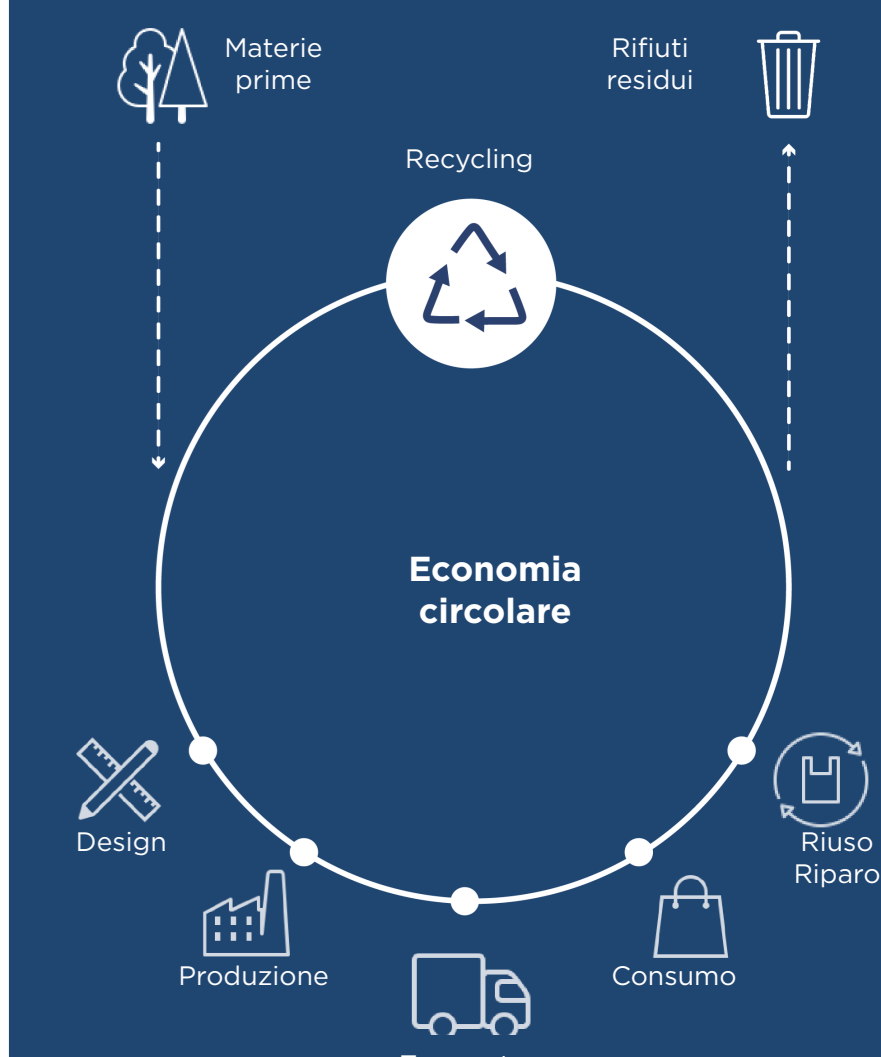 Materie
prime
Rifiuti
residui
Recycling
Economia
circolare
Design
Riuso
Riparo
Produzione
Consumo